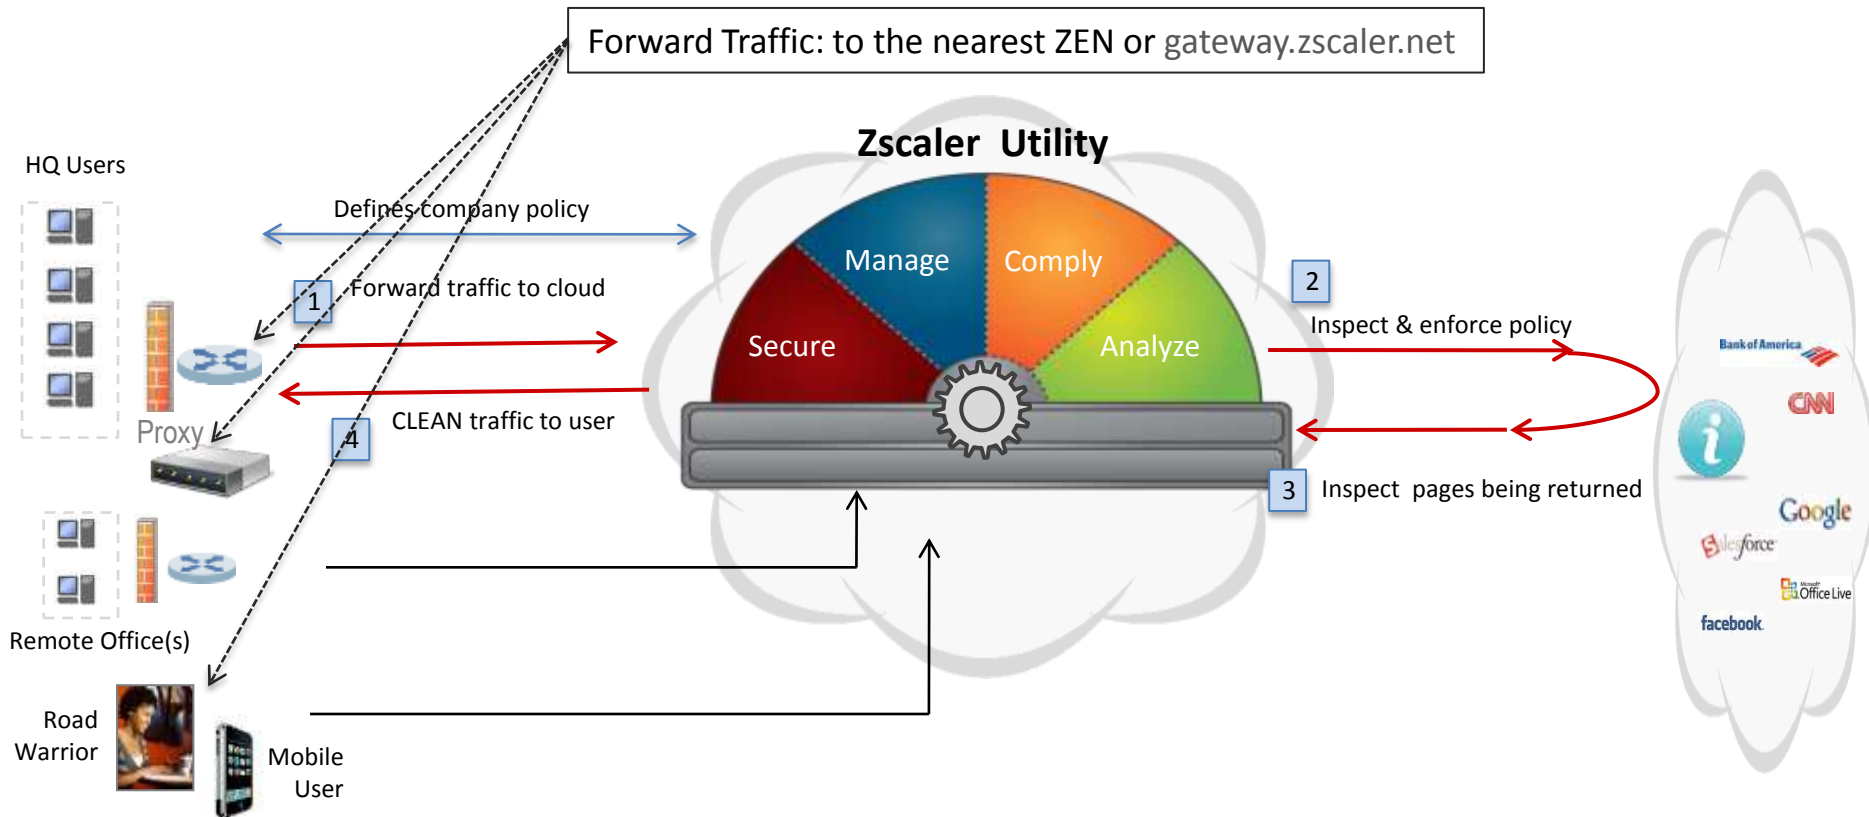 Forward Traffic: to the nearest ZEN or gateway.zscaler.net
Zscaler Utility
HQ Users
Defines company policy
Manage
Comply
1
Forward traffic to cloud
2
Inspect & enforce policy
Secure
Analyze
Bank of America
CNN
CLEAN traffic to user
Proxy
4
i
3
Inspect pages being returned
Google
salesforce
Microsoft
Office Live
facebook
Remote Office(s)
Road
Warrior
Mobile
User